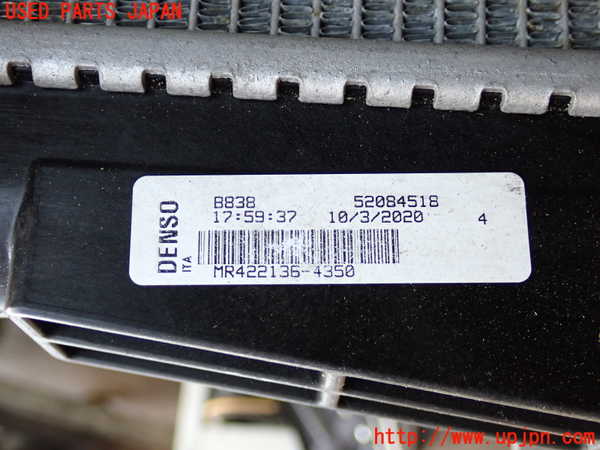 USED PARTS JAPAN
DENSO
ITA
B838 52084518
17:59:37 10/3/2020 4
MR422136-4350
http://www.upjpn.com/